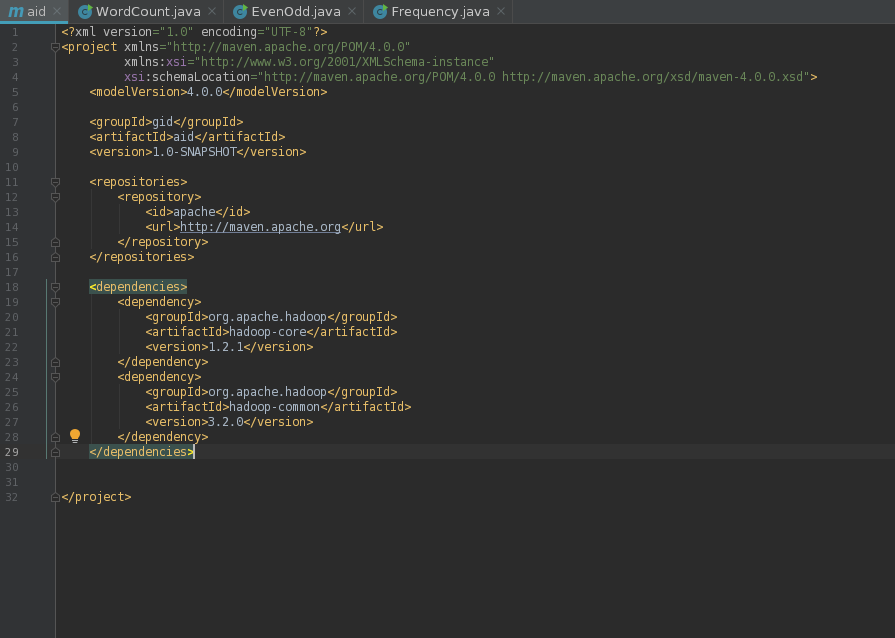 m aid × C WordCount.java × C EvenOdd.java × C Frequency.java ×
1 <?xml version="1.0" encoding="UTF-8"?>
2 <project xmlns="http://maven.apache.org/POM/4.0.0"
3 xmlns:xsi="http://www.w3.org/2001/XMLSchema-instance"
4 xsi:schemaLocation="http://maven.apache.org/POM/4.0.0 http://maven.apache.org/xsd/maven-4.0.0.xsd">
5 <modelVersion>4.0.0</modelVersion>
6
7 <groupId>gid</groupId>
8 <artifactId>aid</artifactId>
9 <version>1.0-SNAPSHOT</version>
10
11 <repositories>
12 <repository>
13 <id>apache</id>
14 <url>http://maven.apache.org</url>
15 </repository>
16 </repositories>
17
18 <dependencies>
19 <dependency>
20 <groupId>org.apache.hadoop</groupId>
21 <artifactId>hadoop-core</artifactId>
22 <version>1.2.1</version>
23 </dependency>
24 <dependency>
25 <groupId>org.apache.hadoop</groupId>
26 <artifactId>hadoop-common</artifactId>
27 <version>3.2.0</version>
28 </dependency>
29 </dependencies>
30
31
32 </project>